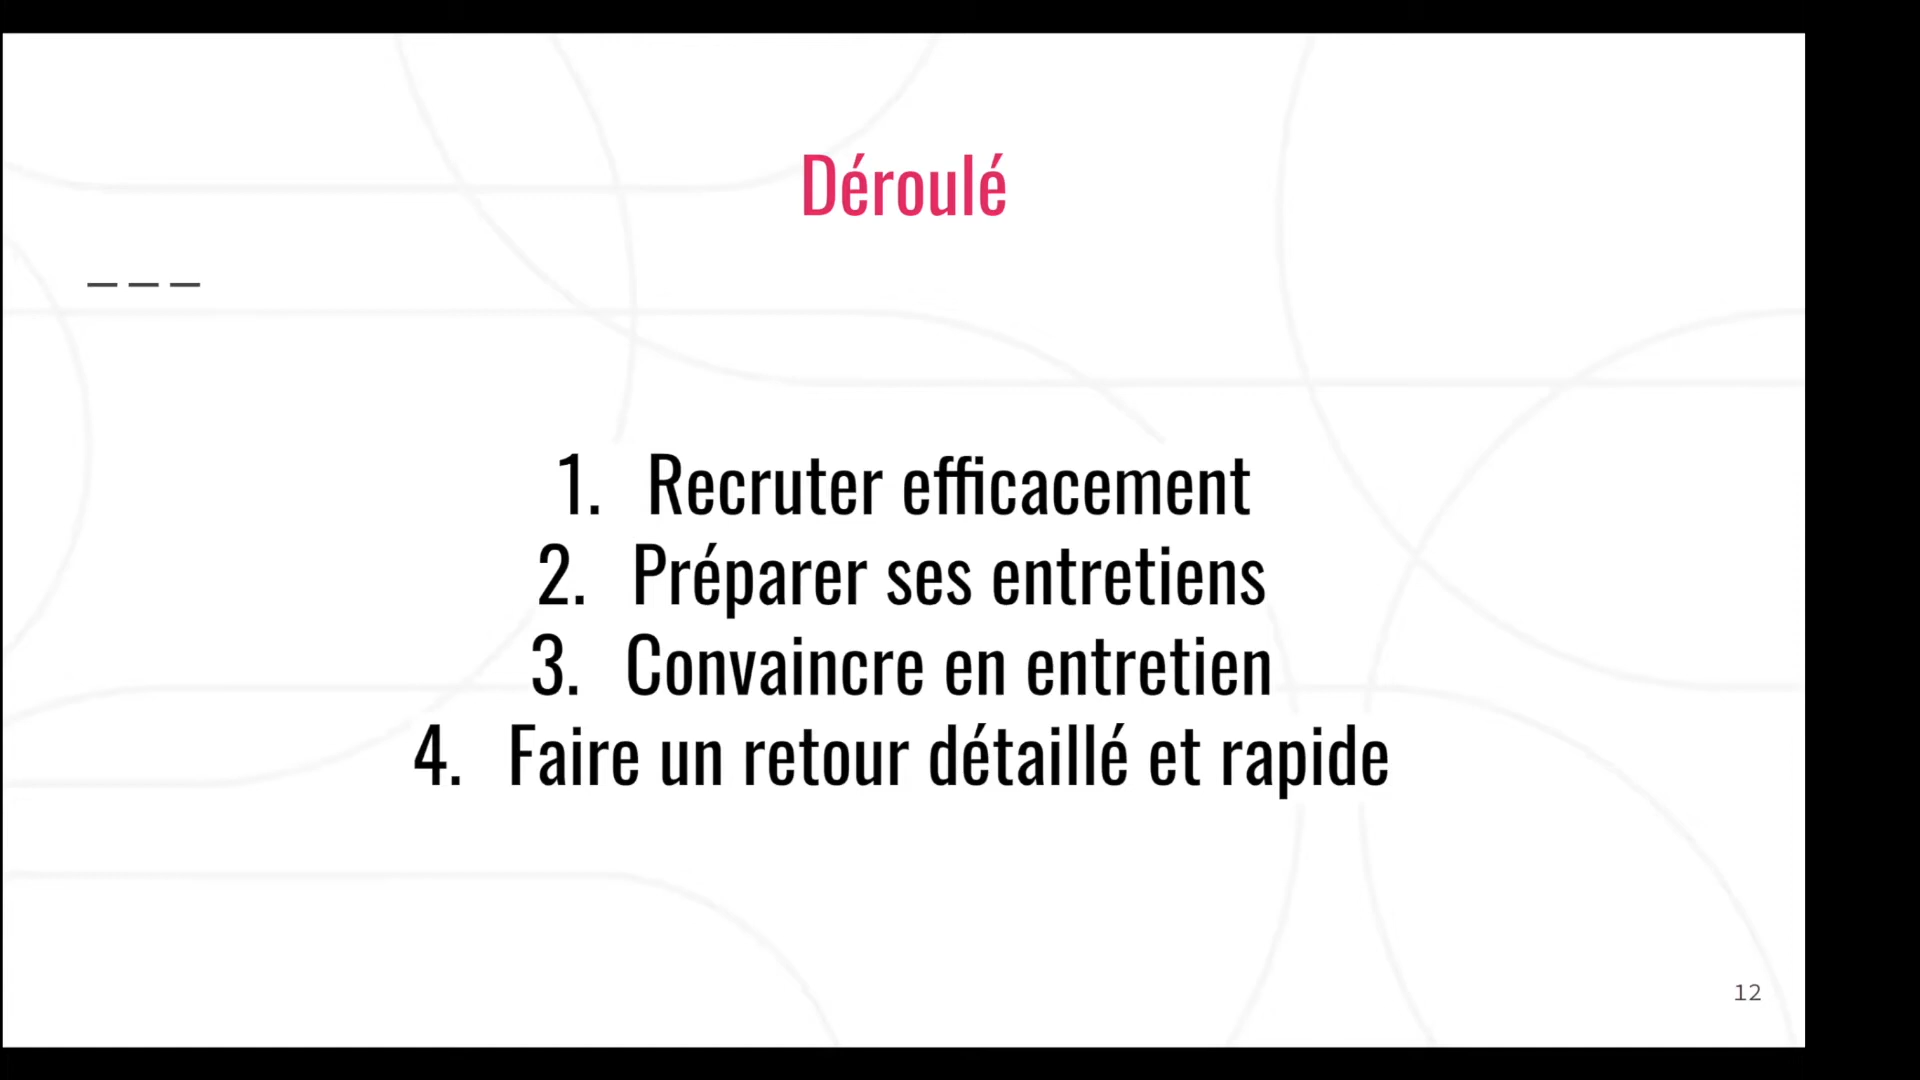 Déroulé
1. Recruter efficacement
2. Préparer ses entretiens
3. Convaincre en entretien
4. Faire un retour détaillé et rapide
12